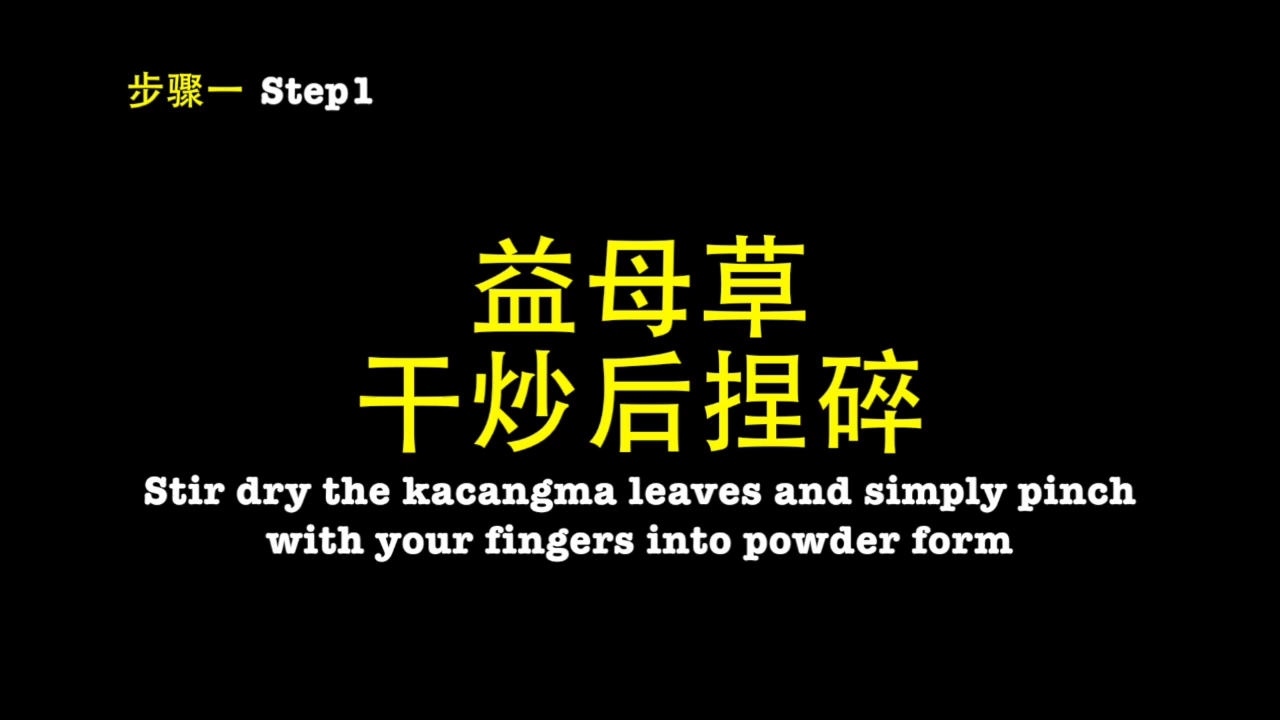 步骤一 Step1
益母草
干炒后捏碎
Stir dry the kacangma leaves and simply pinch
with your fingers into powder form